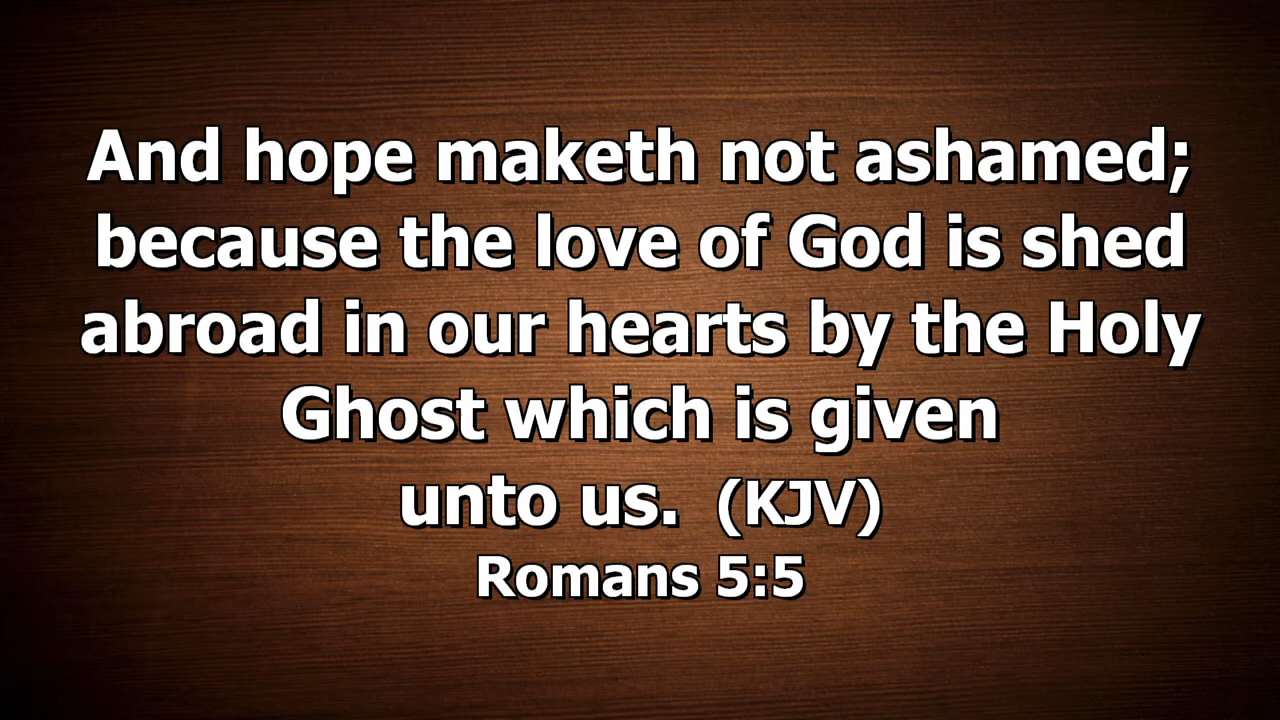 And hope maketh not ashamed;
because the love of God is shed
abroad in our hearts by the Holy
Ghost which is given
unto us. (KJV)
Romans 5:5